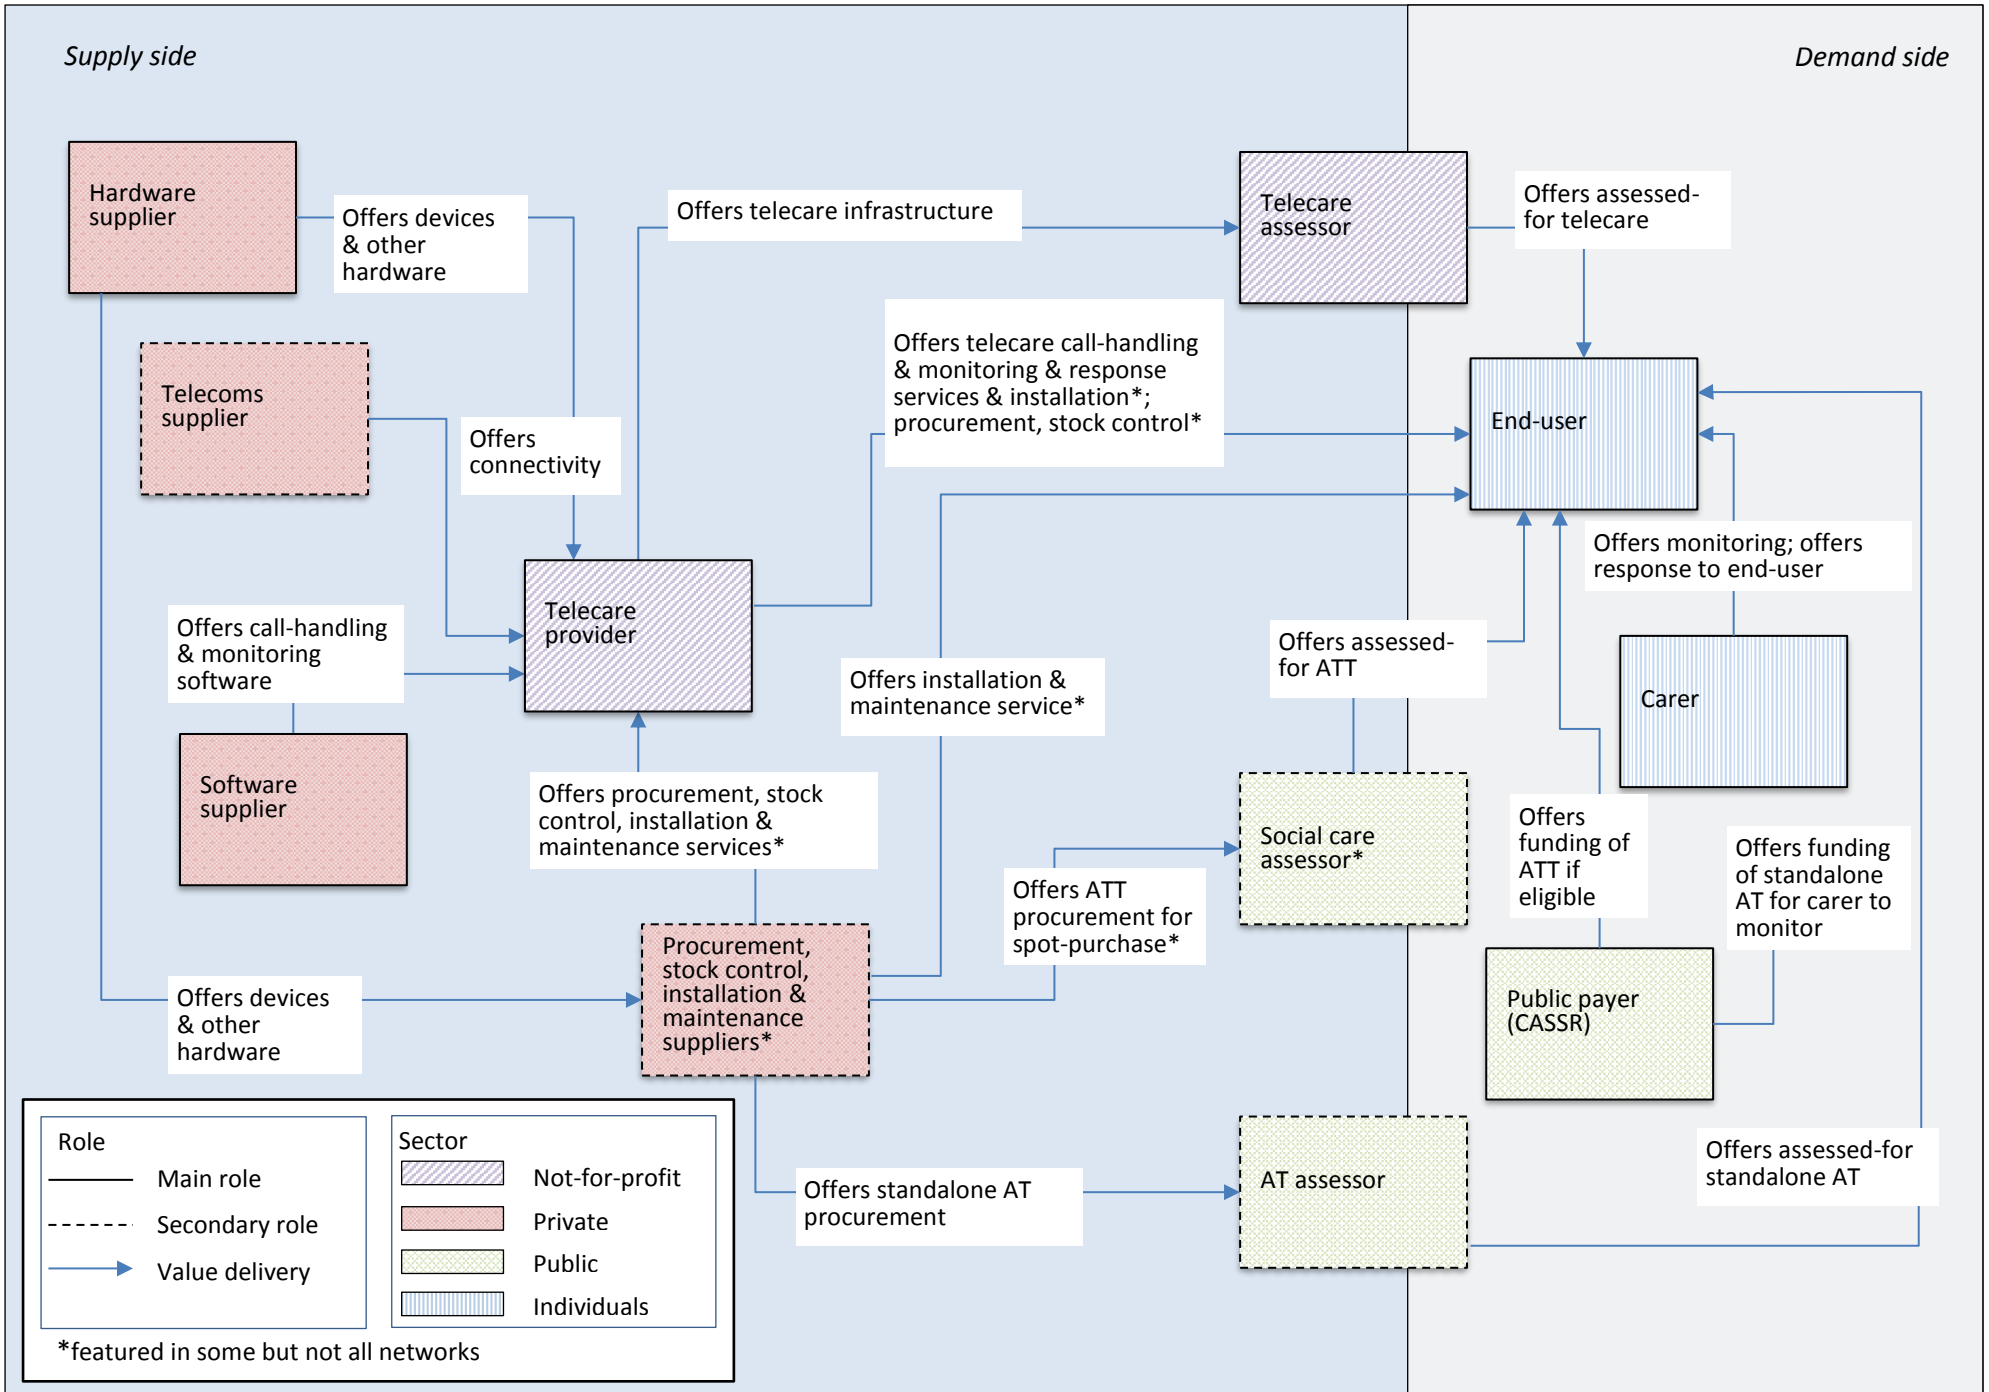 Supply side
Demand side
Hardware
supplier
Offers devices
& other
hardware
Offers telecare infrastructure
Telecare
assessor
Offers assessed-
for telecare
Telecoms
supplier
Offers
connectivity
Offers telecare call-handling
& monitoring & response
services & installation*;
procurement, stock control*
End-user
Offers monitoring; offers
response to end-user
Offers call-handling
& monitoring
software
Telecare
provider
Offers installation &
maintenance service*
Offers assessed-
for ATT
Carer
Software
supplier
Offers procurement, stock
control, installation &
maintenance services*
Social care
assessor*
Offers
funding of
ATT if
eligible
Offers funding
of standalone
AT for carer to
monitor
Offers ATT
procurement for
spot-purchase*
Procurement,
stock control,
installation &
maintenance
suppliers*
Offers devices
& other
hardware
Public payer
(CASSR)
Offers standalone AT
procurement
AT assessor
Offers assessed-for
standalone AT
Role
Main role
Secondary role
Value delivery
Sector
Not-for-profit
Private
Public
Individuals
*featured in some but not all networks